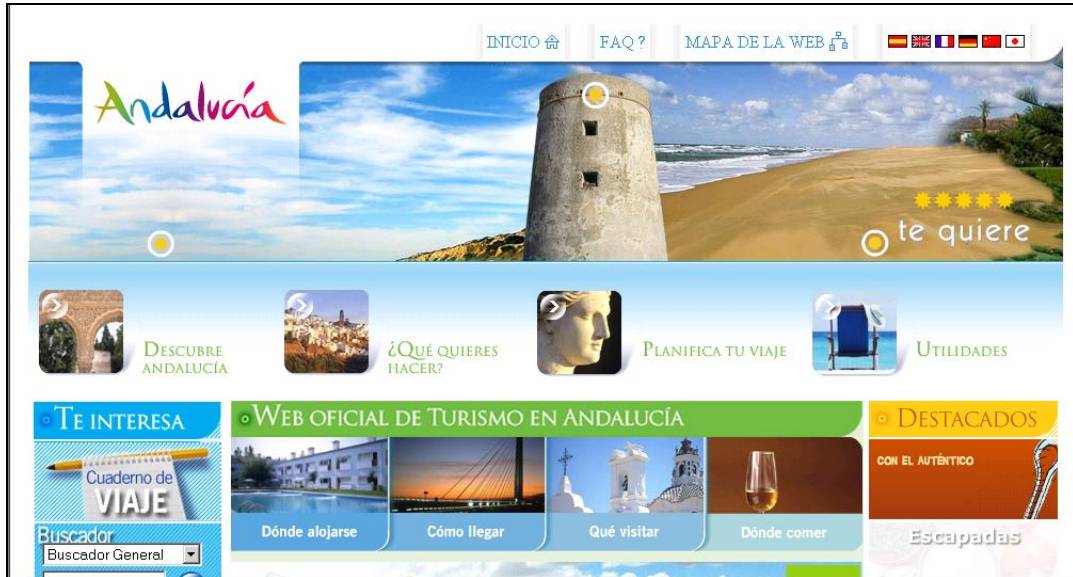 INICIO
FAQ ?
MAPA DE LA WEB
Andalucía
te quiere
DESCUBRE
ANDALUCÍA
¿QUÉ QUIERES
HACER?
PLANIFICA TU VIAJE
UTILIDADES
TE INTERESA
WEB OFICIAL DE TURISMO EN ANDALUCÍA
DESTACADOS
Cuaderno de
VIAJE
CON EL AUTÉNTICO
Dónde alojarse
Cómo llegar
Qué visitar
Dónde comer
Buscador
Buscador General
Escapadas